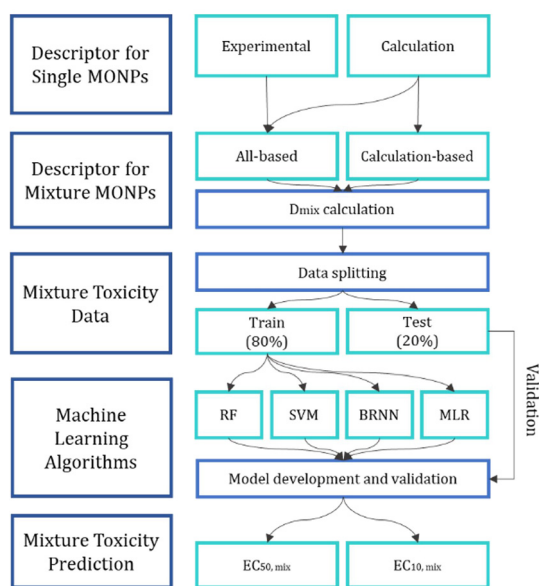 Descriptor for
Single MONPs
Experimental
Calculation
Descriptor for
Mixture MONPs
All-based
Calculation-based
Dmix calculation
Mixture Toxicity
Data
Data splitting
Train
(80%)
Test
(20%)
Validation
Machine
Learning
Algorithms
RF
SVM
BRNN
MLR
Model development and validation
Mixture Toxicity
Prediction
EC50, mix
EC10, mix